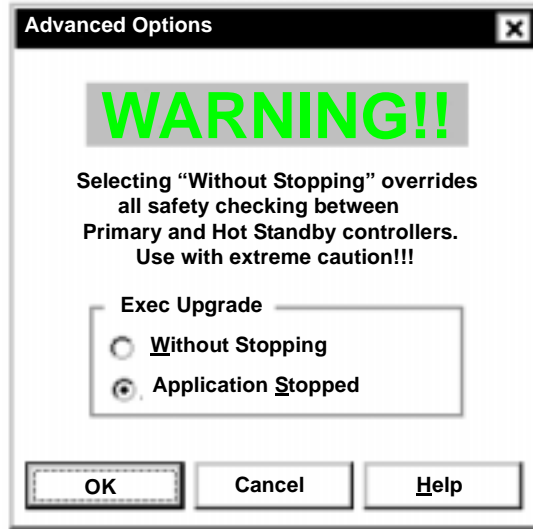 Advanced Options
WARNING!!
Selecting “Without Stopping” overrides
all safety checking between
Primary and Hot Standby controllers.
Use with extreme caution!!!
Exec Upgrade
Without Stopping
Application Stopped
OK
Cancel
Help